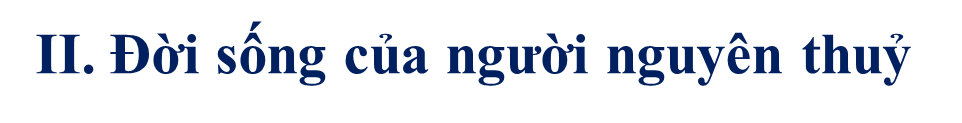 II. Đời sống của người nguyên thuỷ